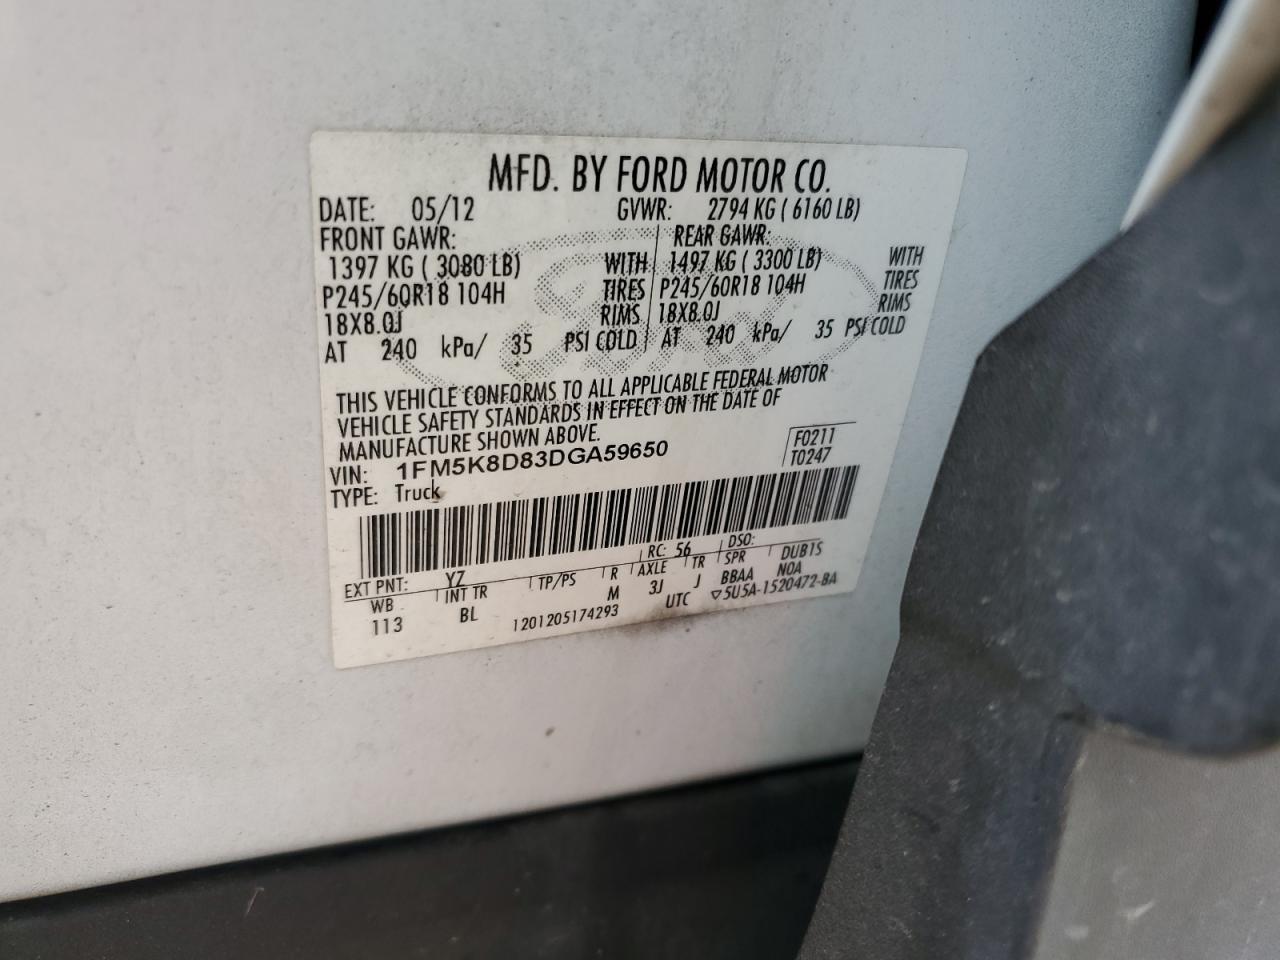 MFD. BY FORD MOTOR CO.
DATE: 05/12 GVWR: 2794 KG ( 6160 LB)
FRONT GAWR: REAR GAWR:
1397 KG ( 3080 LB) WITH 1497 KG ( 3300 LB) WITH
P245/60R18 104H TIRES P245/60R18 104H TIRES
18X8.0J RIMS 18X8.0J RIMS
AT 240 kPa/ 35 PSI COLD AT 240 kPa/ 35 PSI COLD
THIS VEHICLE CONFORMS TO ALL APPLICABLE FEDERAL MOTOR
VEHICLE SAFETY STANDARDS IN EFFECT ON THE DATE OF
MANUFACTURE SHOWN ABOVE.
VIN: 1FM5K8D83DGA59650 F0211
TYPE: Truck T0247
EXT PNT: YZ RC: 56 DSO:
WB INT TR TP/PS R AXLE TR SPR DUB1S
113 BL M 3J J BBAA NOA
1201205174293 UTC ▽5U5A-1520472-BA